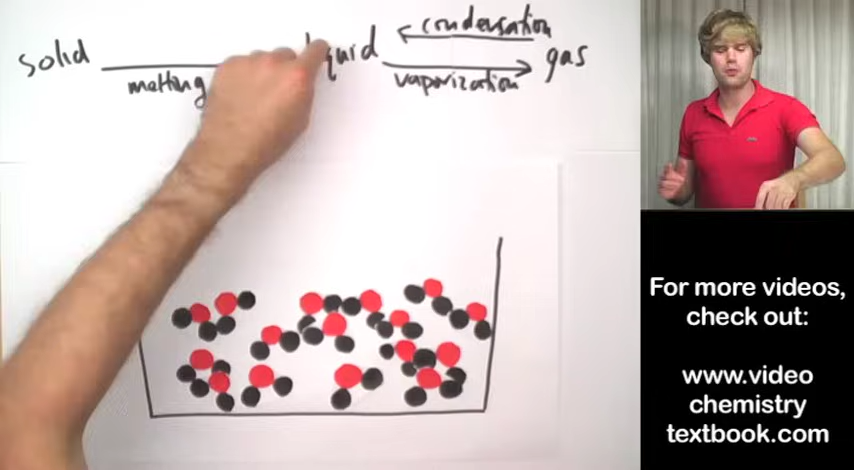 condensation
solid liquid gas
melting vaporization
For more videos,
check out:
www.video
chemistry
textbook.com